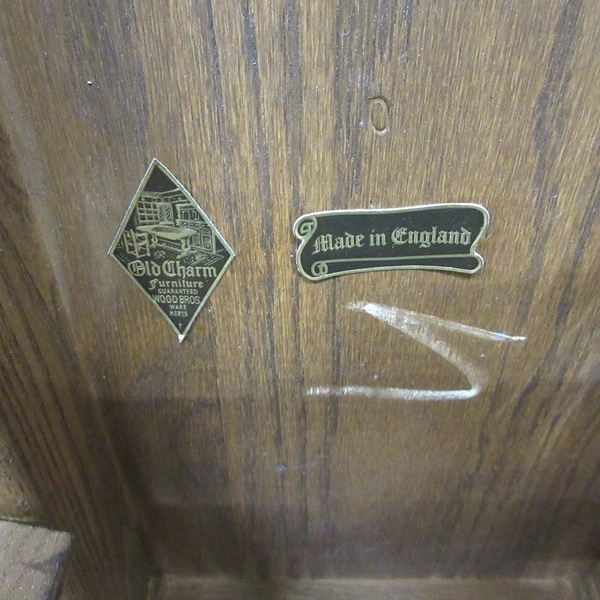 Old Charm
Furniture
GUARANTEED
WOOD BROS
WARE
HERTS
Made in England